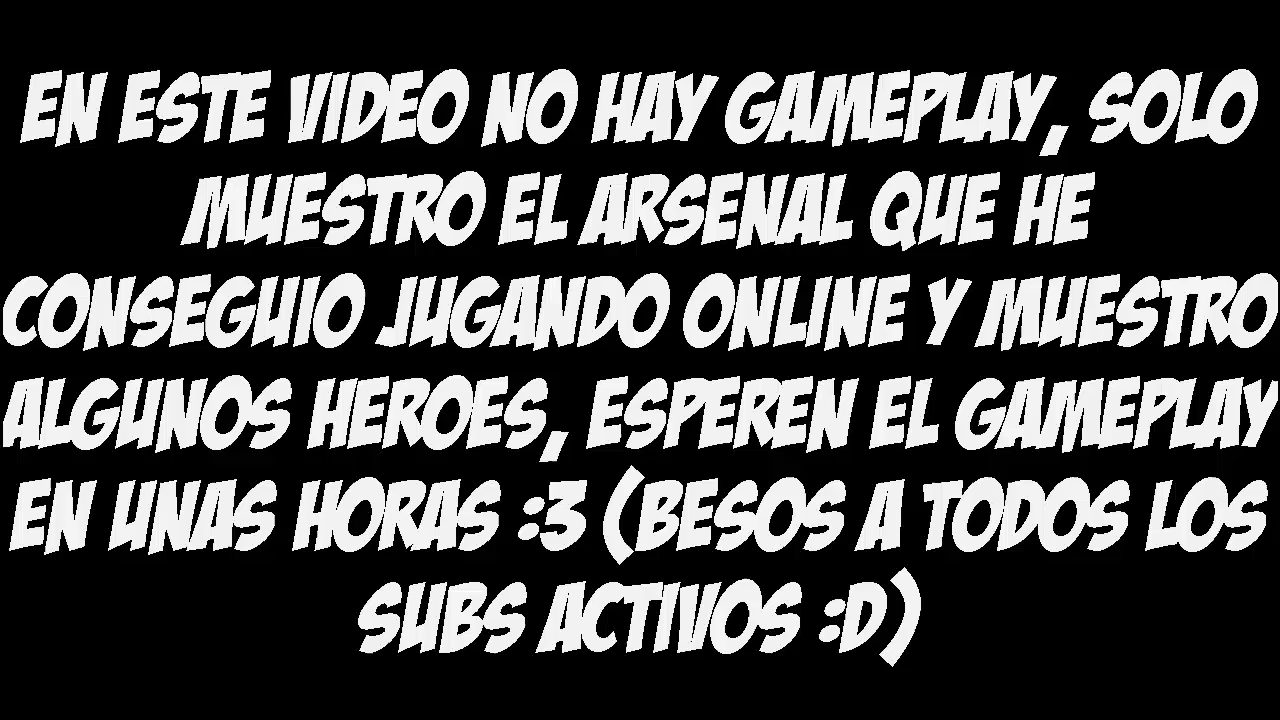 EN ESTE VIDEO NO HAY GAMEPLAY, SOLO
MUESTRO EL ARSENAL QUE HE
CONSEGUIO JUGANDO ONLINE Y MUESTRO
ALGUNOS HEROES, ESPEREN EL GAMEPLAY
EN UNAS HORAS :3 (BESOS A TODOS LOS
SUBS ACTIVOS :D)